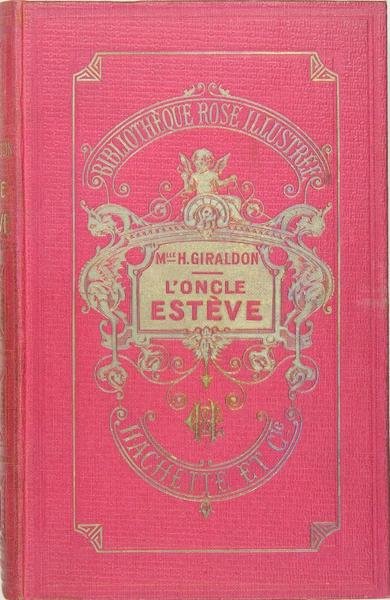 BIBLIOTHÈQUE ROSE ILLUSTRÉE
MLLE H. GIRALDON
L'ONCLE
ESTÈVE
HACHETTE ET Cie